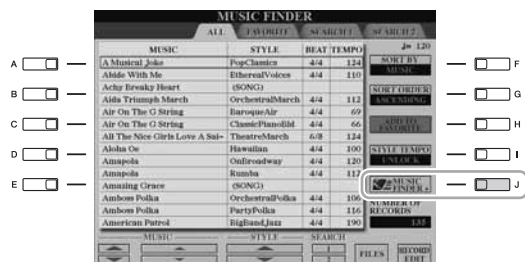 MUSIC FINDER
ALL FAVORITE SEARCH 1 SEARCH 2
MUSIC STYLE BEAT TEMPO
A Musical Joke PopClassics 4/4 124
Abide With Me EtherealVoices 4/4 110
Achy Breaky Heart (SONG)
Aida Triumph March OrchestralMarch 4/4 112
Air On The G String BaroqueAir 4/4 69
Air On The G String ClassicPianoBld 4/4 66
All The Nice Girls Love A Sai~ TheatreMarch 6/8 124
Aloha Oe Hawaiian 4/4 100
Amapola OnBroadway 4/4 120
Amapola Rumba 4/4 112
Amazing Grace (SONG)
Amboss Polka OrchestralPolka 4/4 106
Amboss Polka PartyPolka 4/4 116
American Patrol BigBandJazz 4/4 190
♩= 120
SORT BY
MUSIC
SORT ORDER
ASCENDING
ADD TO
FAVORITE
STYLE TEMPO
UNLOCK
MUSIC
FINDER+
NUMBER OF
RECORDS
135
MUSIC STYLE SEARCH
1
2
FILES
RECORD
EDIT
A
B
C
D
E
F
G
H
I
J